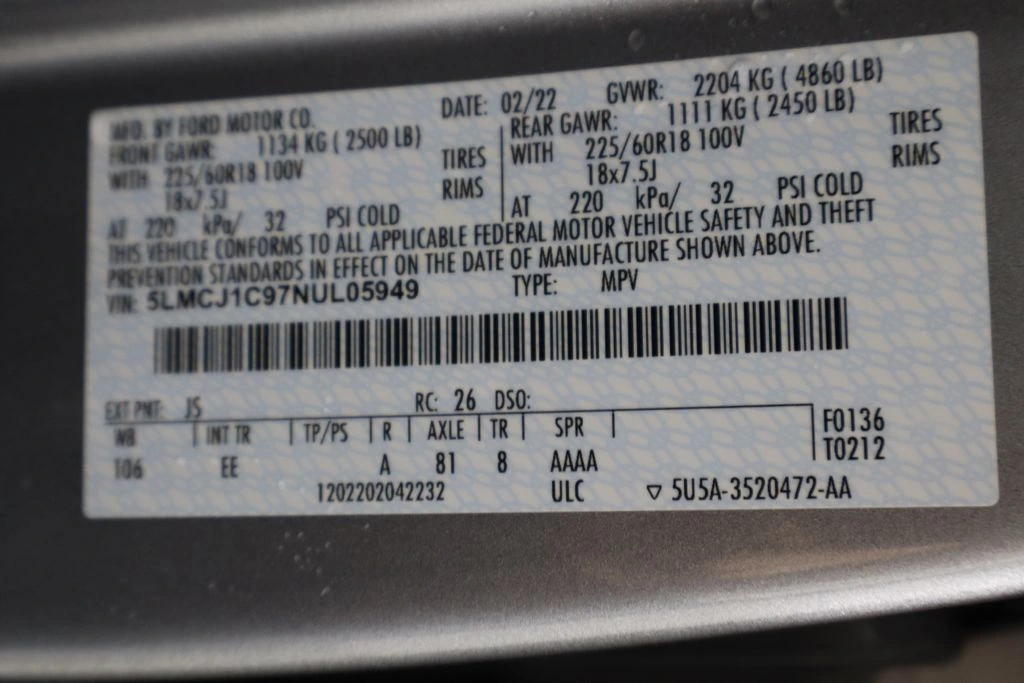 MFD. BY FORD MOTOR CO. DATE: 02/22 GVWR: 2204 KG ( 4860 LB)
FRONT GAWR: 1134 KG ( 2500 LB) REAR GAWR: 1111 KG ( 2450 LB)
WITH 225/60R18 100V TIRES WITH 225/60R18 100V TIRES
18x7.5J RIMS 18x7.5J RIMS
AT 220 kPa/ 32 PSI COLD AT 220 kPa/ 32 PSI COLD
THIS VEHICLE CONFORMS TO ALL APPLICABLE FEDERAL MOTOR VEHICLE SAFETY AND THEFT
PREVENTION STANDARDS IN EFFECT ON THE DATE OF MANUFACTURE SHOWN ABOVE.
VIN: 5LMCJ1C97NUL05949 TYPE: MPV
EXT PNT: JS RC: 26 DSO:
WB INT TR TP/PS R AXLE TR SPR F0136
106 EE A 81 8 AAAA T0212
1202202042232 ULC ▽ 5U5A-3520472-AA